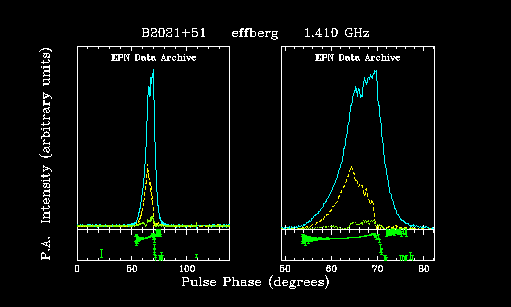 B2021+51 effberg 1.410 GHz
EPN Data Archive EPN Data Archive
P.A. Intensity (arbitrary units)
0 50 100 50 60 70 80
Pulse Phase (degrees)